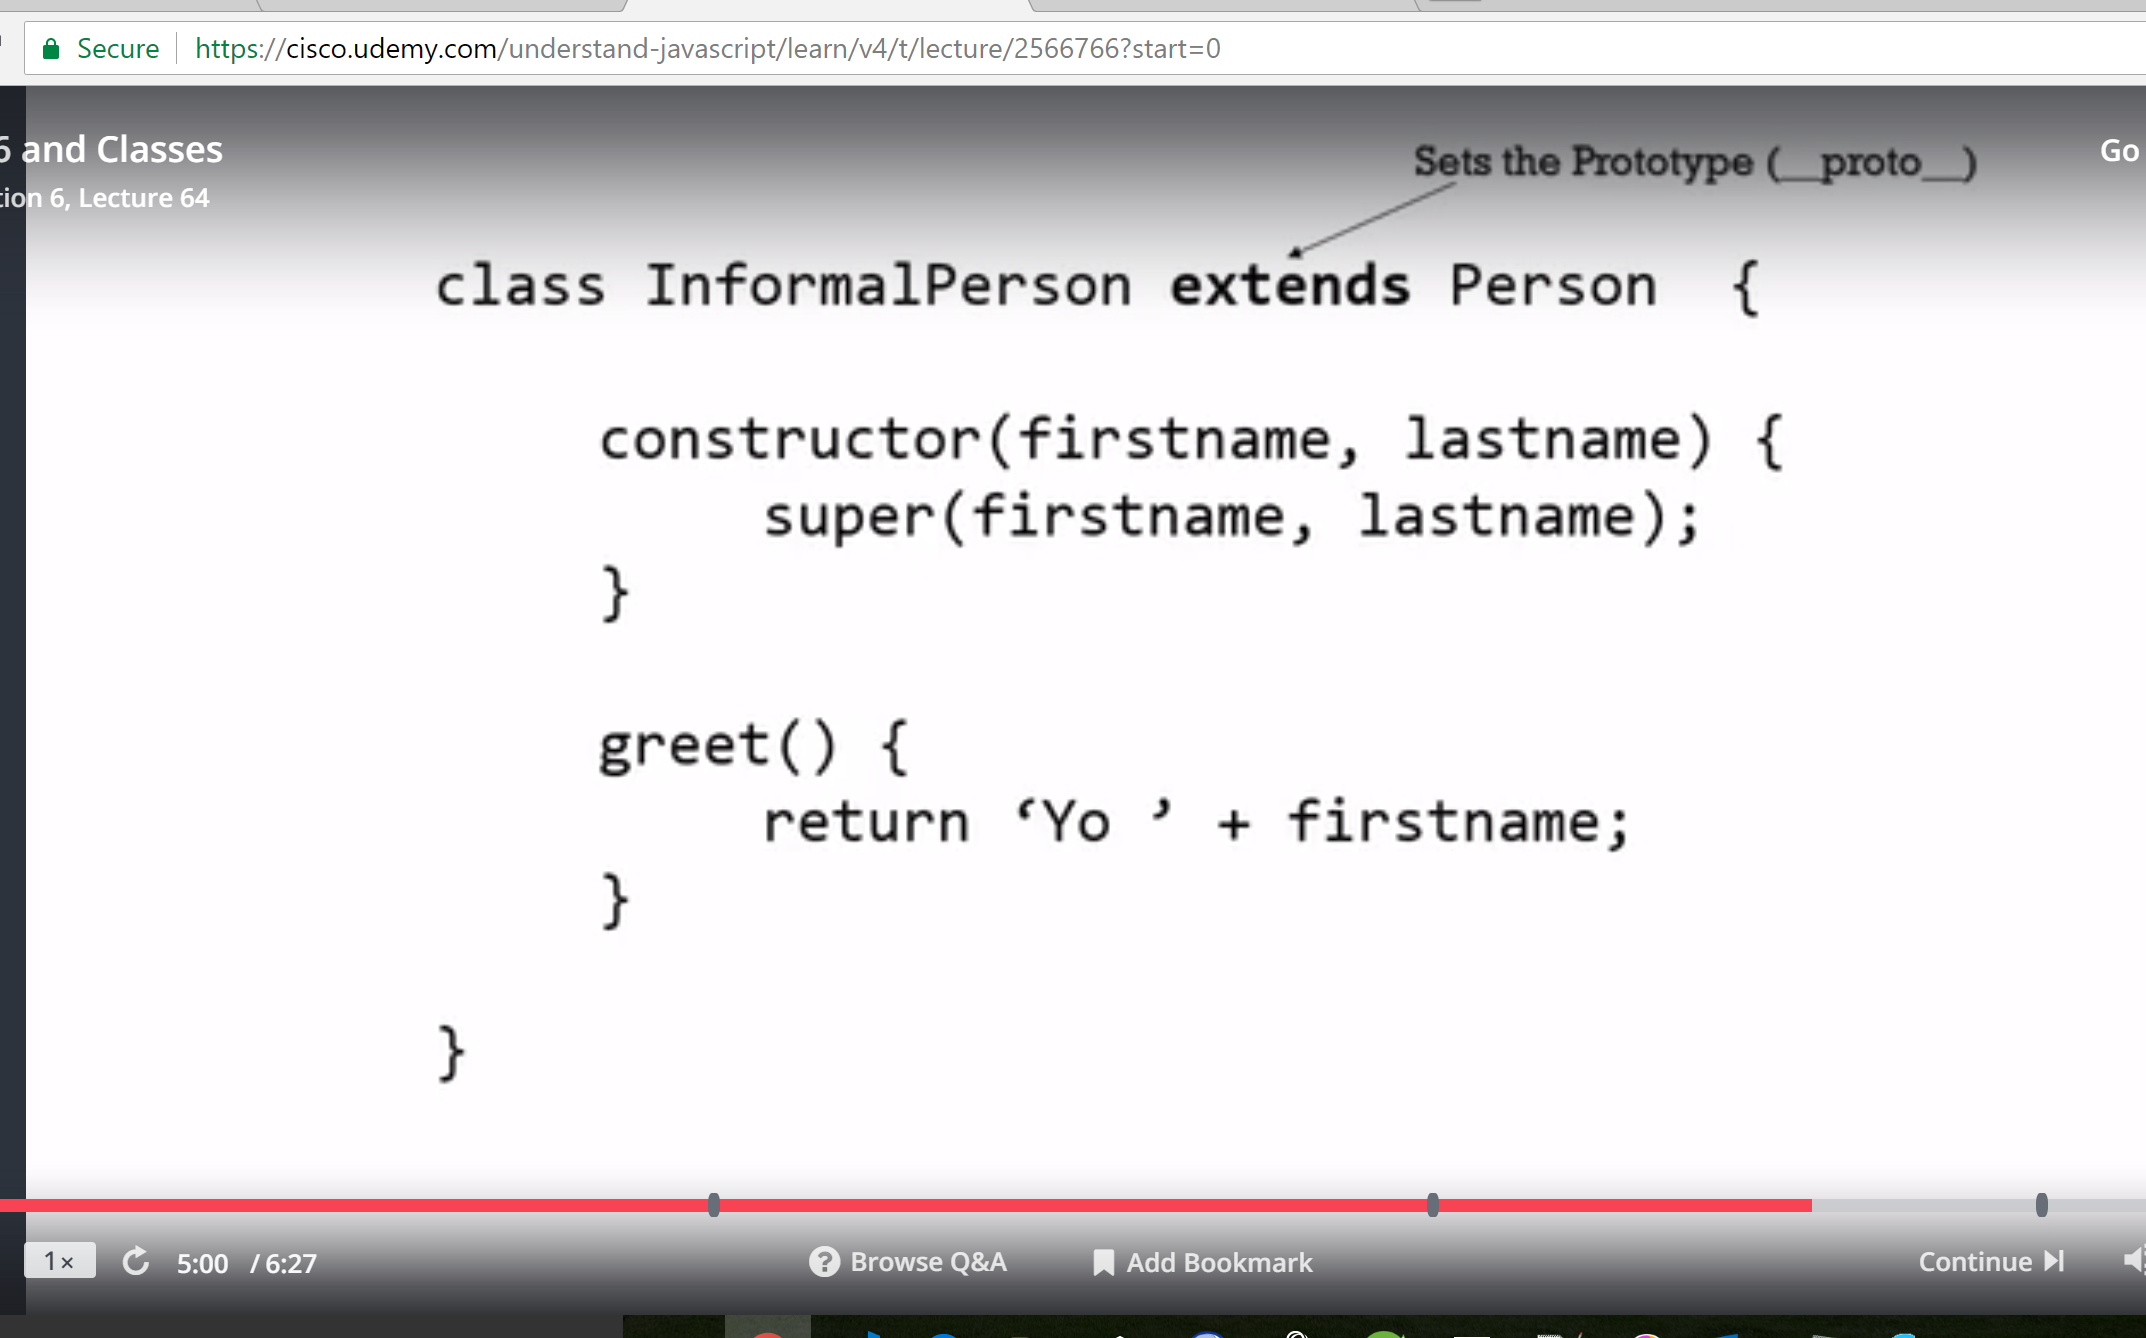 Secure https://cisco.udemy.com/understand-javascript/learn/v4/t/lecture/2566766?start=0
6 and Classes
Go
tion 6, Lecture 64
Sets the Prototype (__proto__)
class InformalPerson extends Person {
constructor(firstname, lastname) {
super(firstname, lastname);
}
greet() {
return ‘Yo ’ + firstname;
}
}
1× 5:00 / 6:27 Browse Q&A Add Bookmark Continue